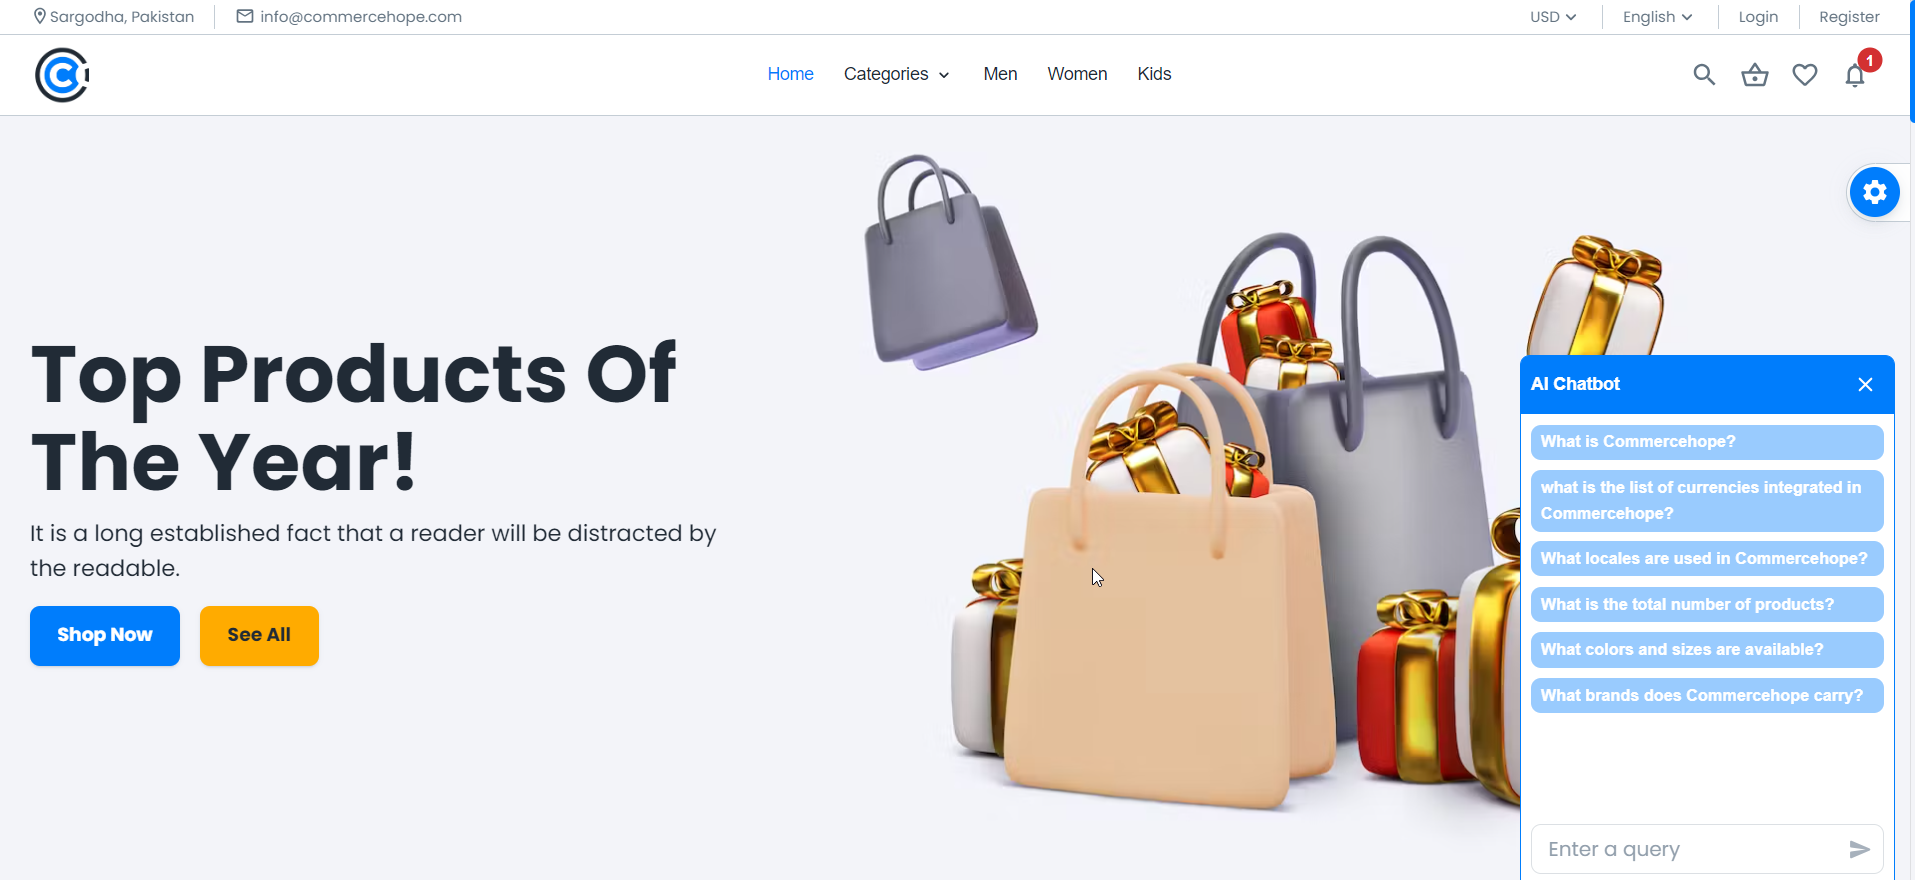 Sargodha, Pakistan
info@commercehope.com
USD
English
Login
Register
Home
Categories
Men
Women
Kids
1
Top Products Of
The Year!
It is a long established fact that a reader will be distracted by
the readable.
Shop Now
See All
AI Chatbot
What is Commercehope?
what is the list of currencies integrated in
Commercehope?
What locales are used in Commercehope?
What is the total number of products?
What colors and sizes are available?
What brands does Commercehope carry?
Enter a query